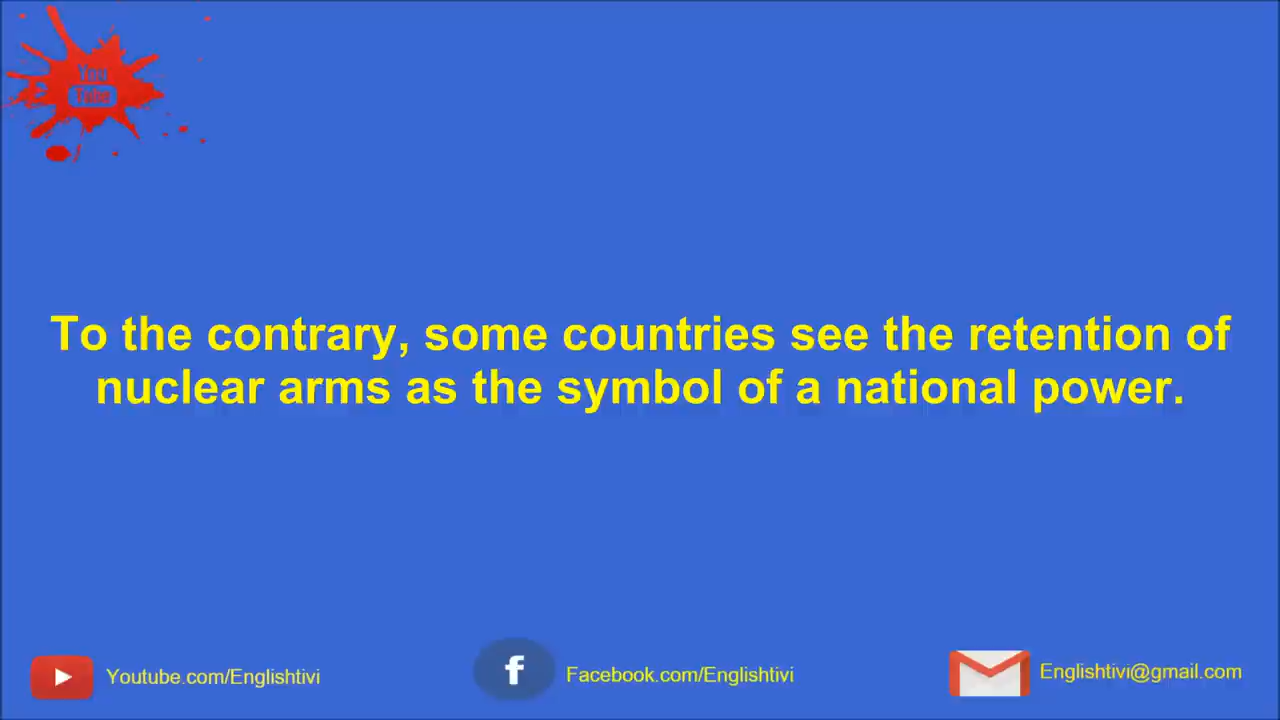 You
Tube
To the contrary, some countries see the retention of
nuclear arms as the symbol of a national power.
Youtube.com/Englishtivi
Facebook.com/Englishtivi
Englishtivi@gmail.com